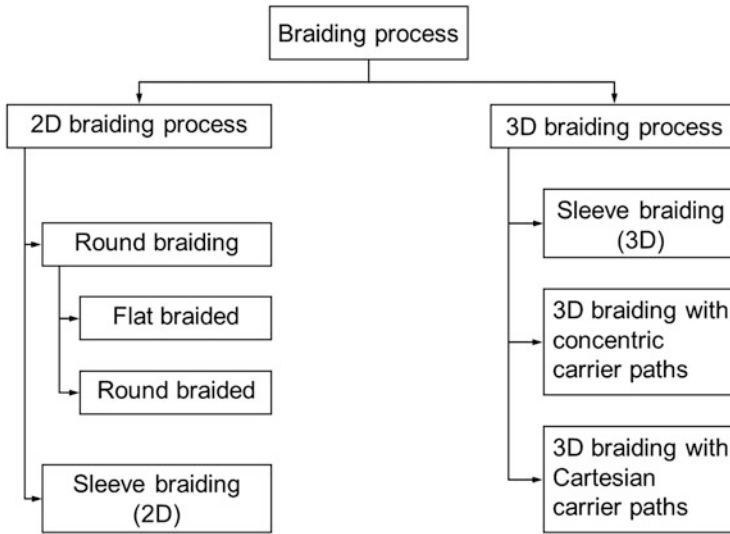 Braiding process
2D braiding process
3D braiding process
Round braiding
Flat braided
Round braided
Sleeve braiding
(2D)
Sleeve braiding
(3D)
3D braiding with
concentric
carrier paths
3D braiding with
Cartesian
carrier paths